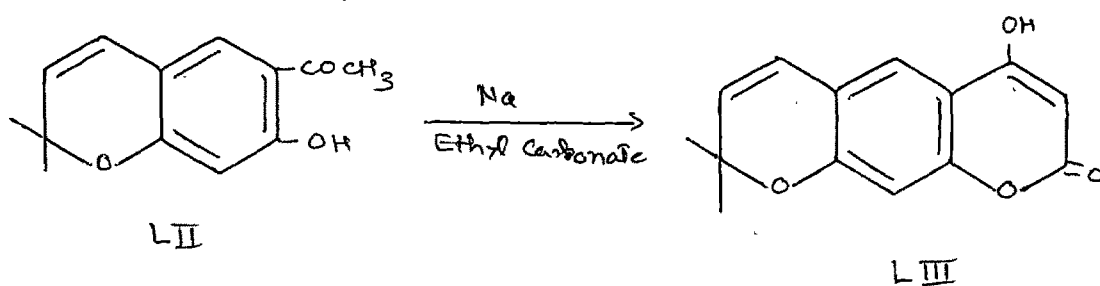 OH
COCH3
Na
O
OH
Ethyl Carbonate
O
O
O
LII
LIII